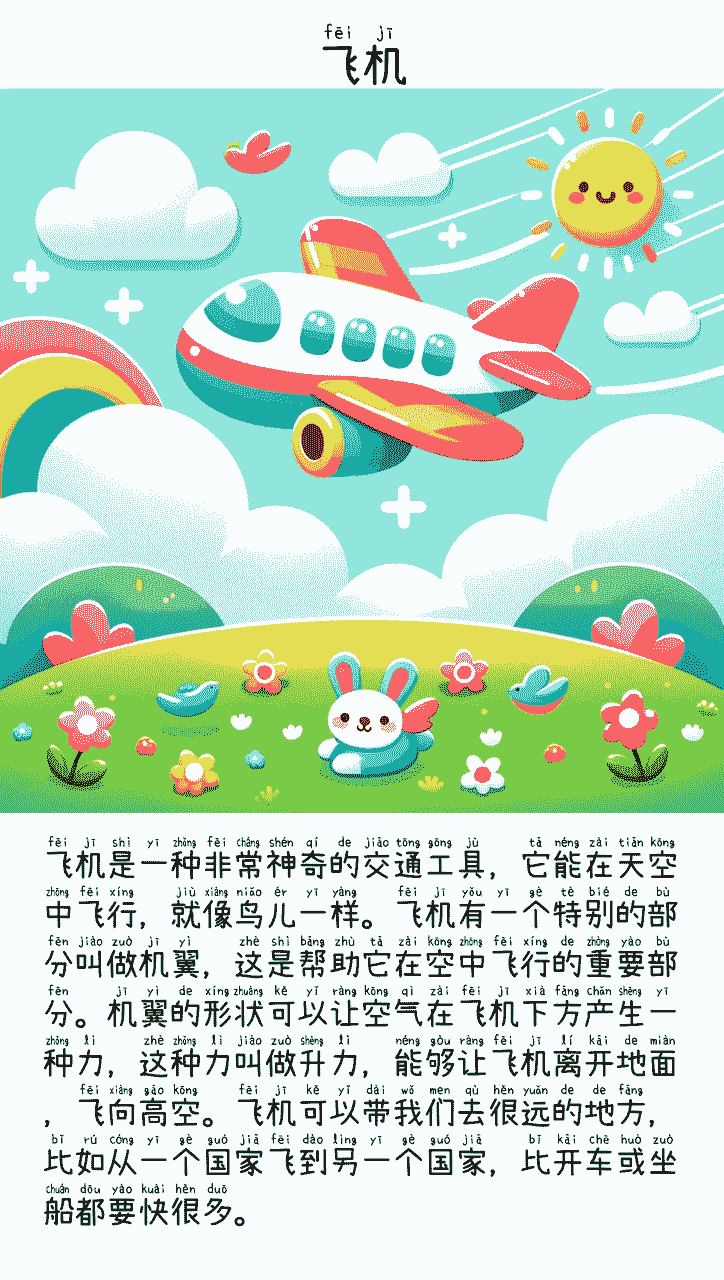 fēi jī
飞机
fēi jī shì yī zhǒng fēi cháng shén qí de jiāo tōng gōng jù tā néng zài tiān kōng
飞机是一种非常神奇的交通工具，它能在天空
zhōng fēi xíng jiù xiàng niǎo ér yī yàng fēi jī yǒu yī gè tè bié de bù
中飞行，就像鸟儿一样。飞机有一个特别的部
fēn jiào zuò jī yì zhè shì bāng zhù tā zài kōng zhōng fēi xíng de zhòng yào bù
分叫做机翼，这是帮助它在空中飞行的重要部
fēn jī yì de xíng zhuàng kě yǐ ràng kōng qì zài fēi jī xià fāng chǎn shēng yī
分。机翼的形状可以让空气在飞机下方产生一
zhǒng lì zhè zhǒng lì jiào zuò shēng lì néng gòu ràng fēi jī lí kāi de miàn
种力，这种力叫做升力，能够让飞机离开地面
fēi xiàng gāo kōng fēi jī kě yǐ dài wǒ men qù hěn yuǎn de de fāng
，飞向高空。飞机可以带我们去很远的地方，
bǐ rú cóng yī gè guó jiā fēi dào lìng yī gè guó jiā bǐ kāi chē huò zuò
比如从一个国家飞到另一个国家，比开车或坐
chuán dōu yào kuài hěn duō
船都要快很多。